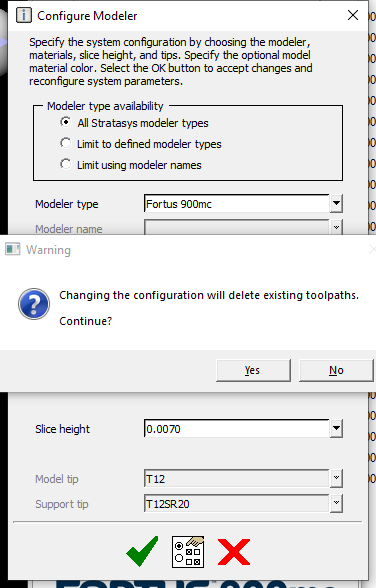 Configure Modeler
Specify the system configuration by choosing the modeler,
materials, slice height, and tips. Specify the optional model
material color. Select the OK button to accept changes and
reconfigure system parameters.
Modeler type availability
All Stratasys modeler types
Limit to defined modeler types
Limit using modeler names
Modeler type Fortus 900mc
Modeler name
Warning
Changing the configuration will delete existing toolpaths.
Continue?
Yes No
Slice height 0.0070
Model tip T12
Support tip T12SR20